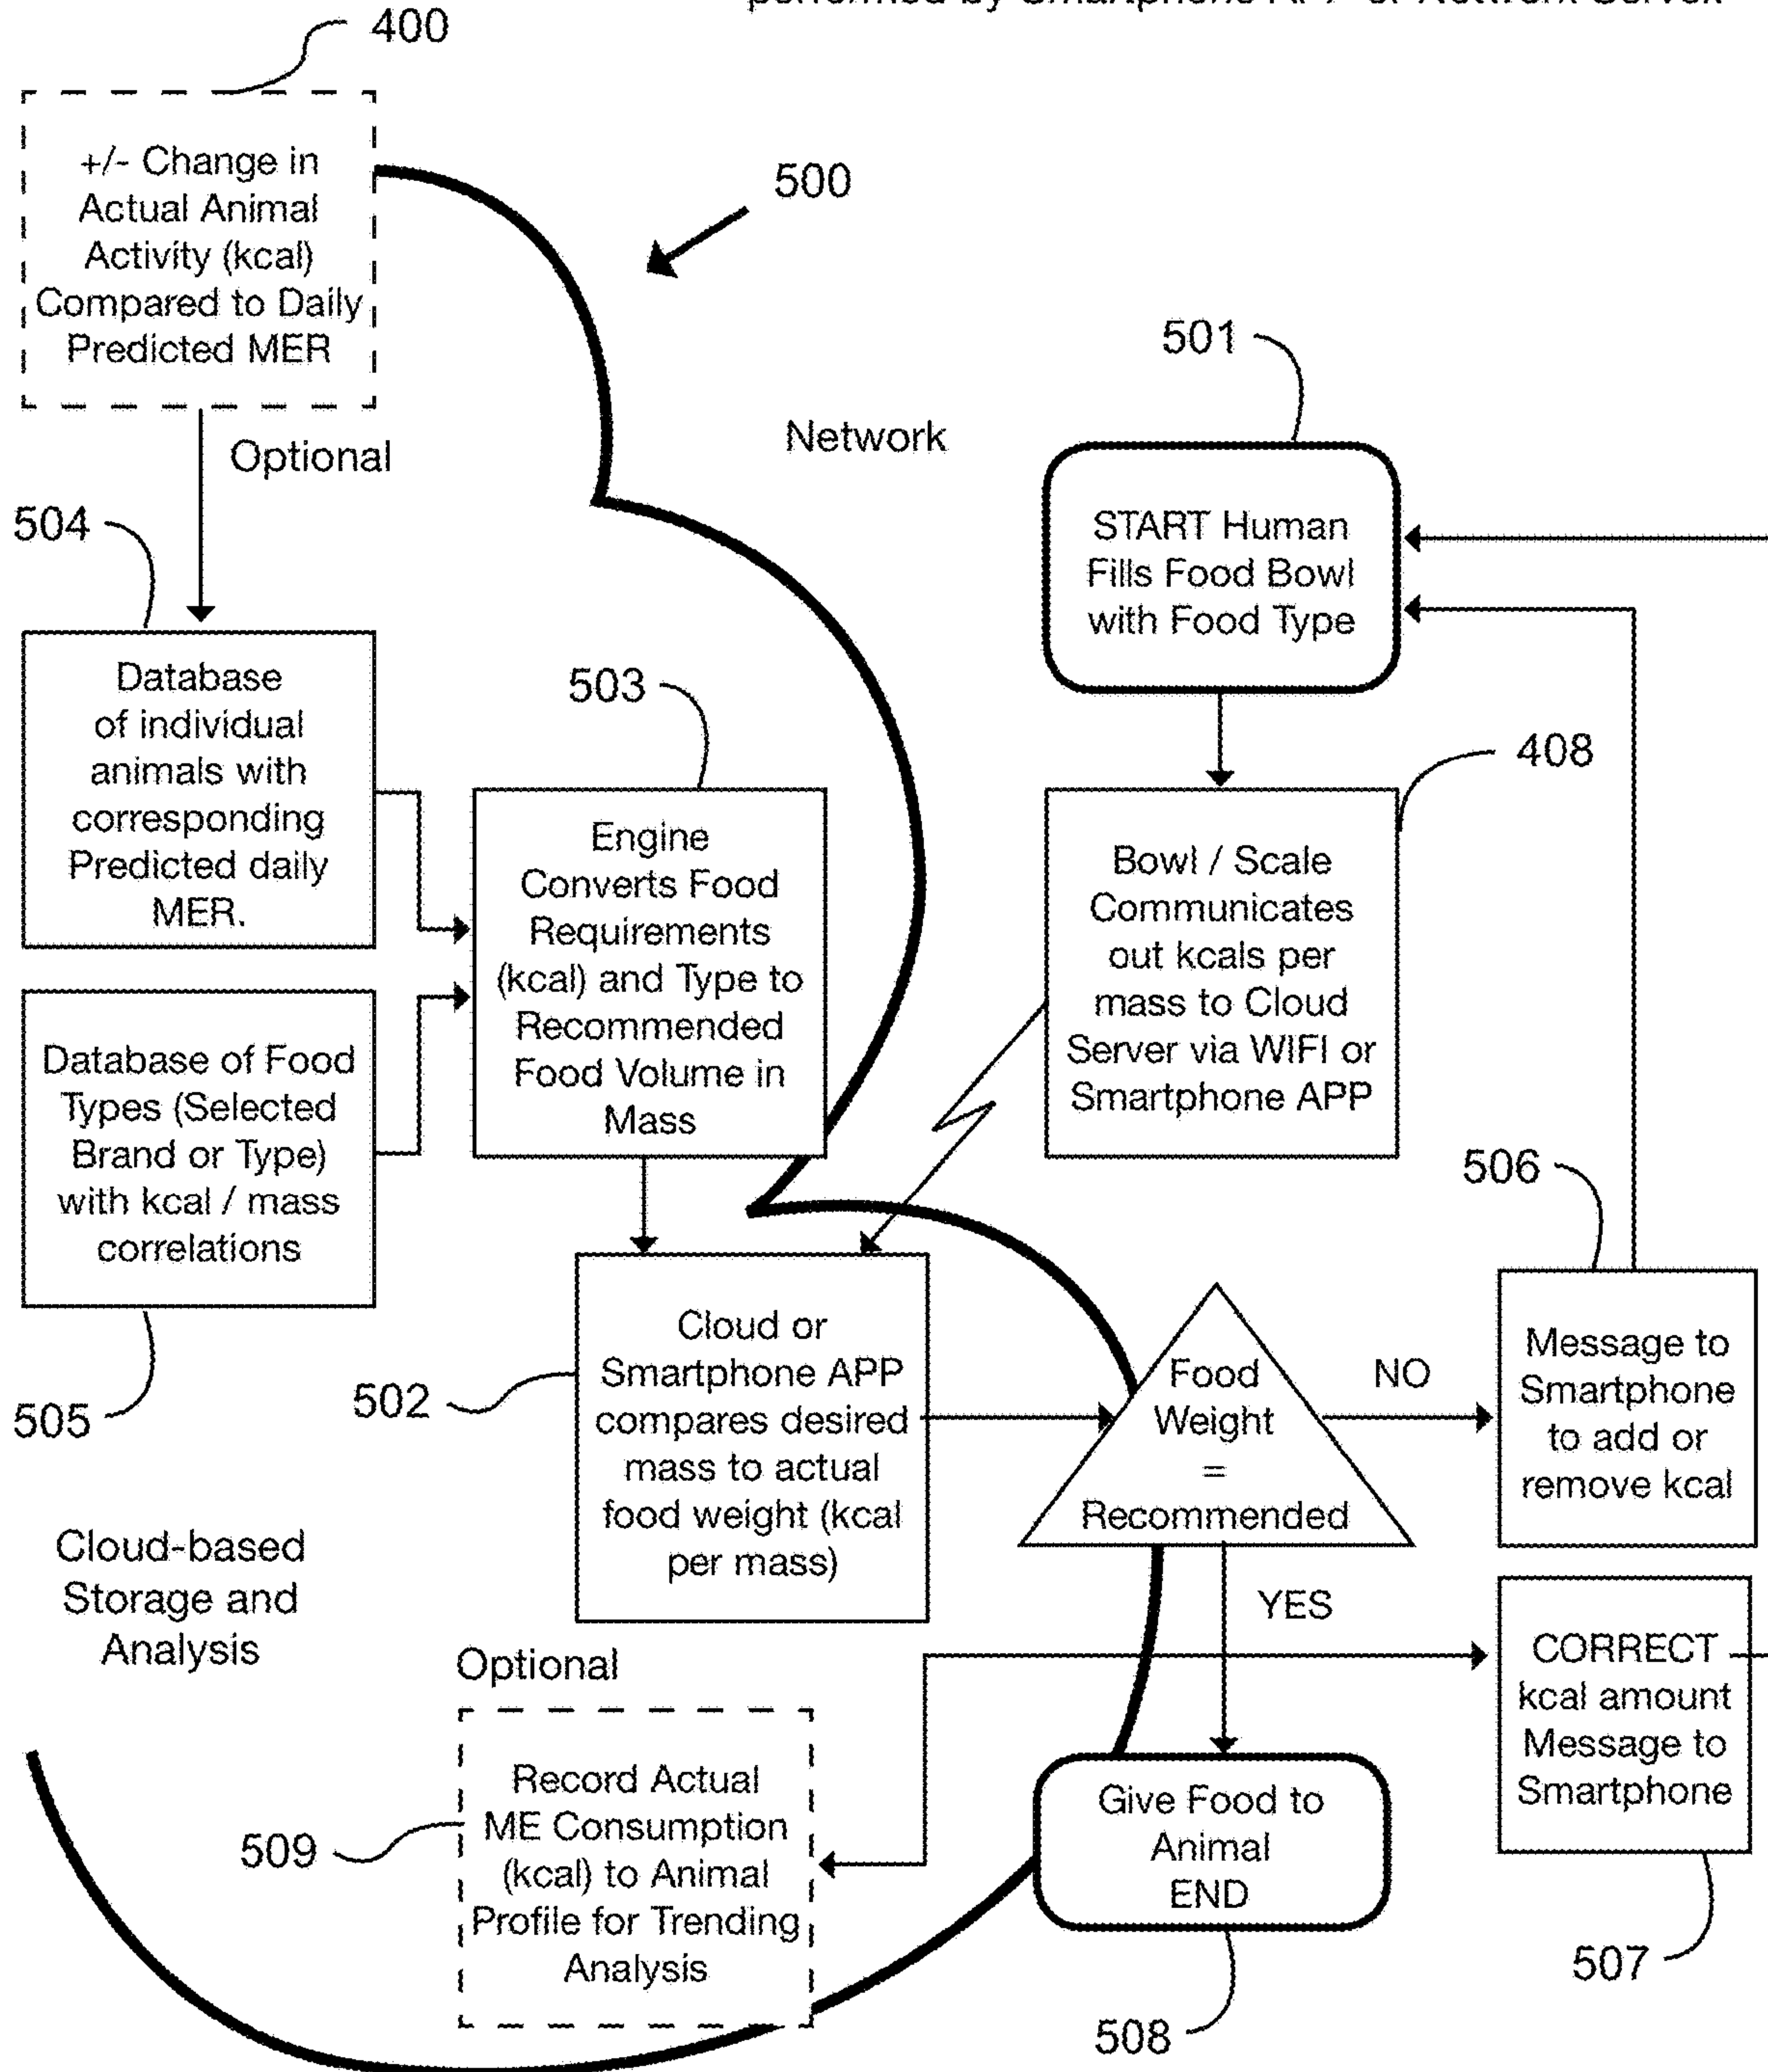 performed by Smartphone APP or Network Server.
400
+/- Change in
Actual Animal
Activity (kcal)
Compared to Daily
Predicted MER
500
Optional
Network
501
START Human
Fills Food Bowl
with Food Type
504
Database
of individual
animals with
corresponding
Predicted daily
MER.
503
Engine
Converts Food
Requirements
(kcal) and Type to
Recommended
Food Volume in
Mass
408
Bowl / Scale
Communicates
out kcals per
mass to Cloud
Server via WIFI or
Smartphone APP
Database of Food
Types (Selected
Brand or Type)
with kcal / mass
correlations
505
502
Cloud or
Smartphone APP
compares desired
mass to actual
food weight (kcal
per mass)
Food
Weight
=
Recommended
NO
YES
506
Message to
Smartphone
to add or
remove kcal
Cloud-based
Storage and
Analysis
CORRECT
kcal amount
Message to
Smartphone
507
Optional
509
Record Actual
ME Consumption
(kcal) to Animal
Profile for Trending
Analysis
Give Food to
Animal
END
508